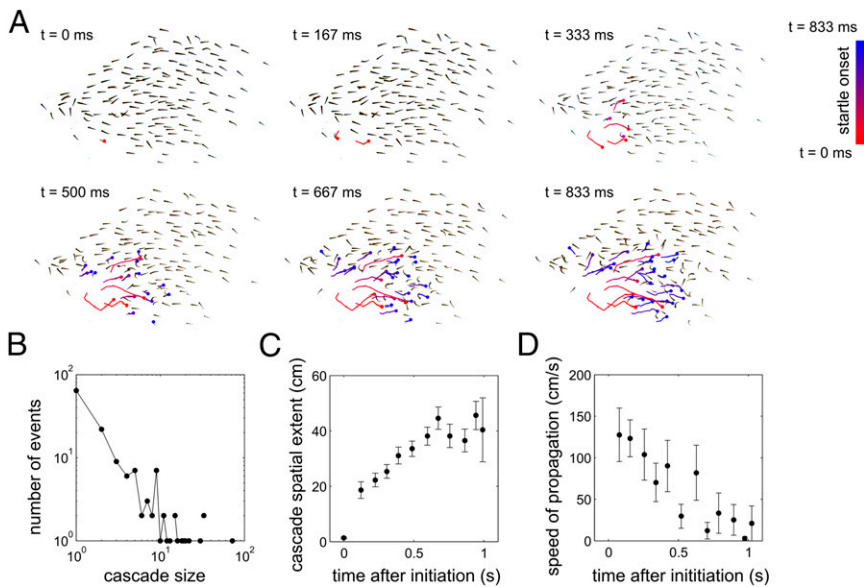 A
t = 0 ms
t = 167 ms
t = 333 ms
t = 833 ms
startle onset
t = 0 ms
t = 500 ms
t = 667 ms
t = 833 ms
B
number of events
10²
10¹
10⁰
10⁰
10¹
10²
cascade size
C
cascade spatial extent (cm)
60
40
20
0
0
0.5
1
time after initiation (s)
D
speed of propagation (cm/s)
200
150
100
50
0
0
0.5
1
time after inititation (s)